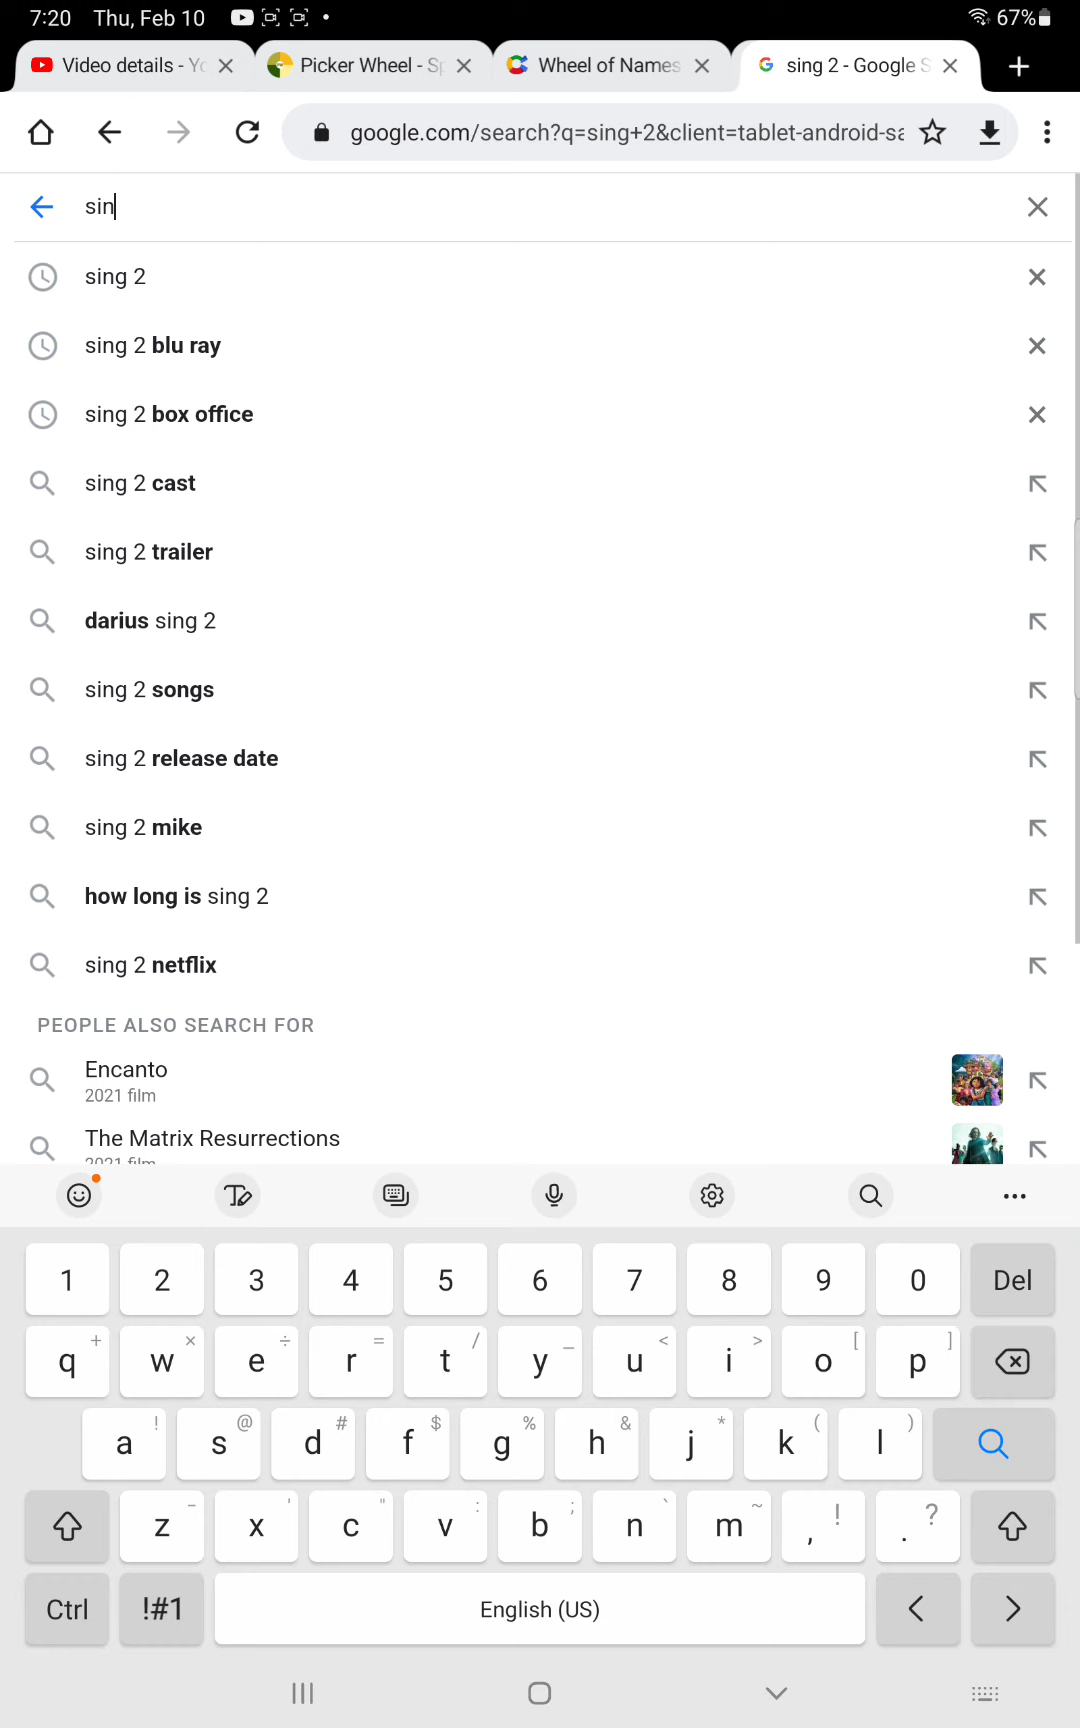 7:20 Thu, Feb 10 67%
Video details - Yo Picker Wheel - Sp Wheel of Names sing 2 - Google S
google.com/search?q=sing+2&client=tablet-android-sa
sin
sing 2
sing 2 blu ray
sing 2 box office
sing 2 cast
sing 2 trailer
darius sing 2
sing 2 songs
sing 2 release date
sing 2 mike
how long is sing 2
sing 2 netflix
PEOPLE ALSO SEARCH FOR
Encanto
2021 film
The Matrix Resurrections
2021 film
1 2 3 4 5 6 7 8 9 0 Del
+ × ÷ = / _ < > [ ]
q w e r t y u i o p
! @ # $ % & * ( )
a s d f g h j k l
- ' " : ; ` ~ ! ?
z x c v b n m , .
Ctrl !#1 English (US) < >